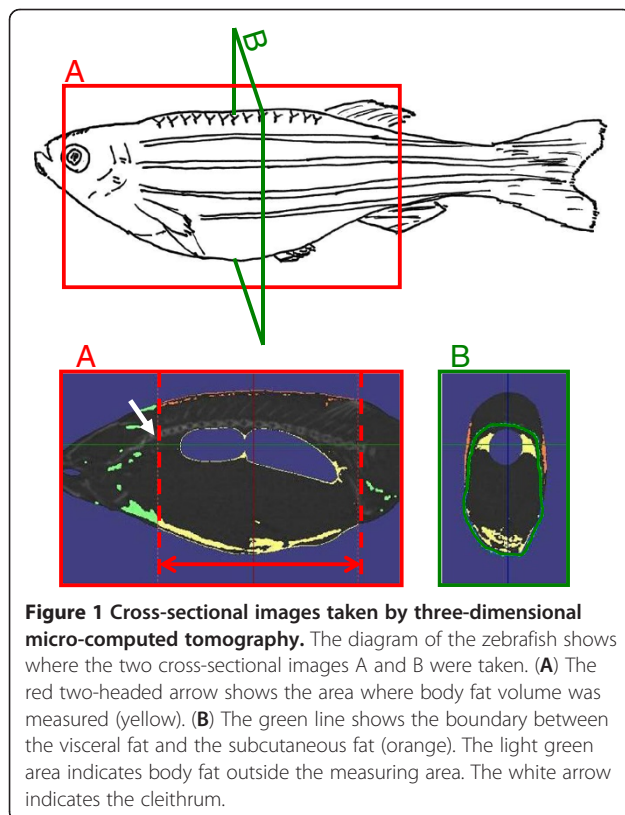 B
A
A
B
Figure 1 Cross-sectional images taken by three-dimensional
micro-computed tomography. The diagram of the zebrafish shows
where the two cross-sectional images A and B were taken. (A) The
red two-headed arrow shows the area where body fat volume was
measured (yellow). (B) The green line shows the boundary between
the visceral fat and the subcutaneous fat (orange). The light green
area indicates body fat outside the measuring area. The white arrow
indicates the cleithrum.